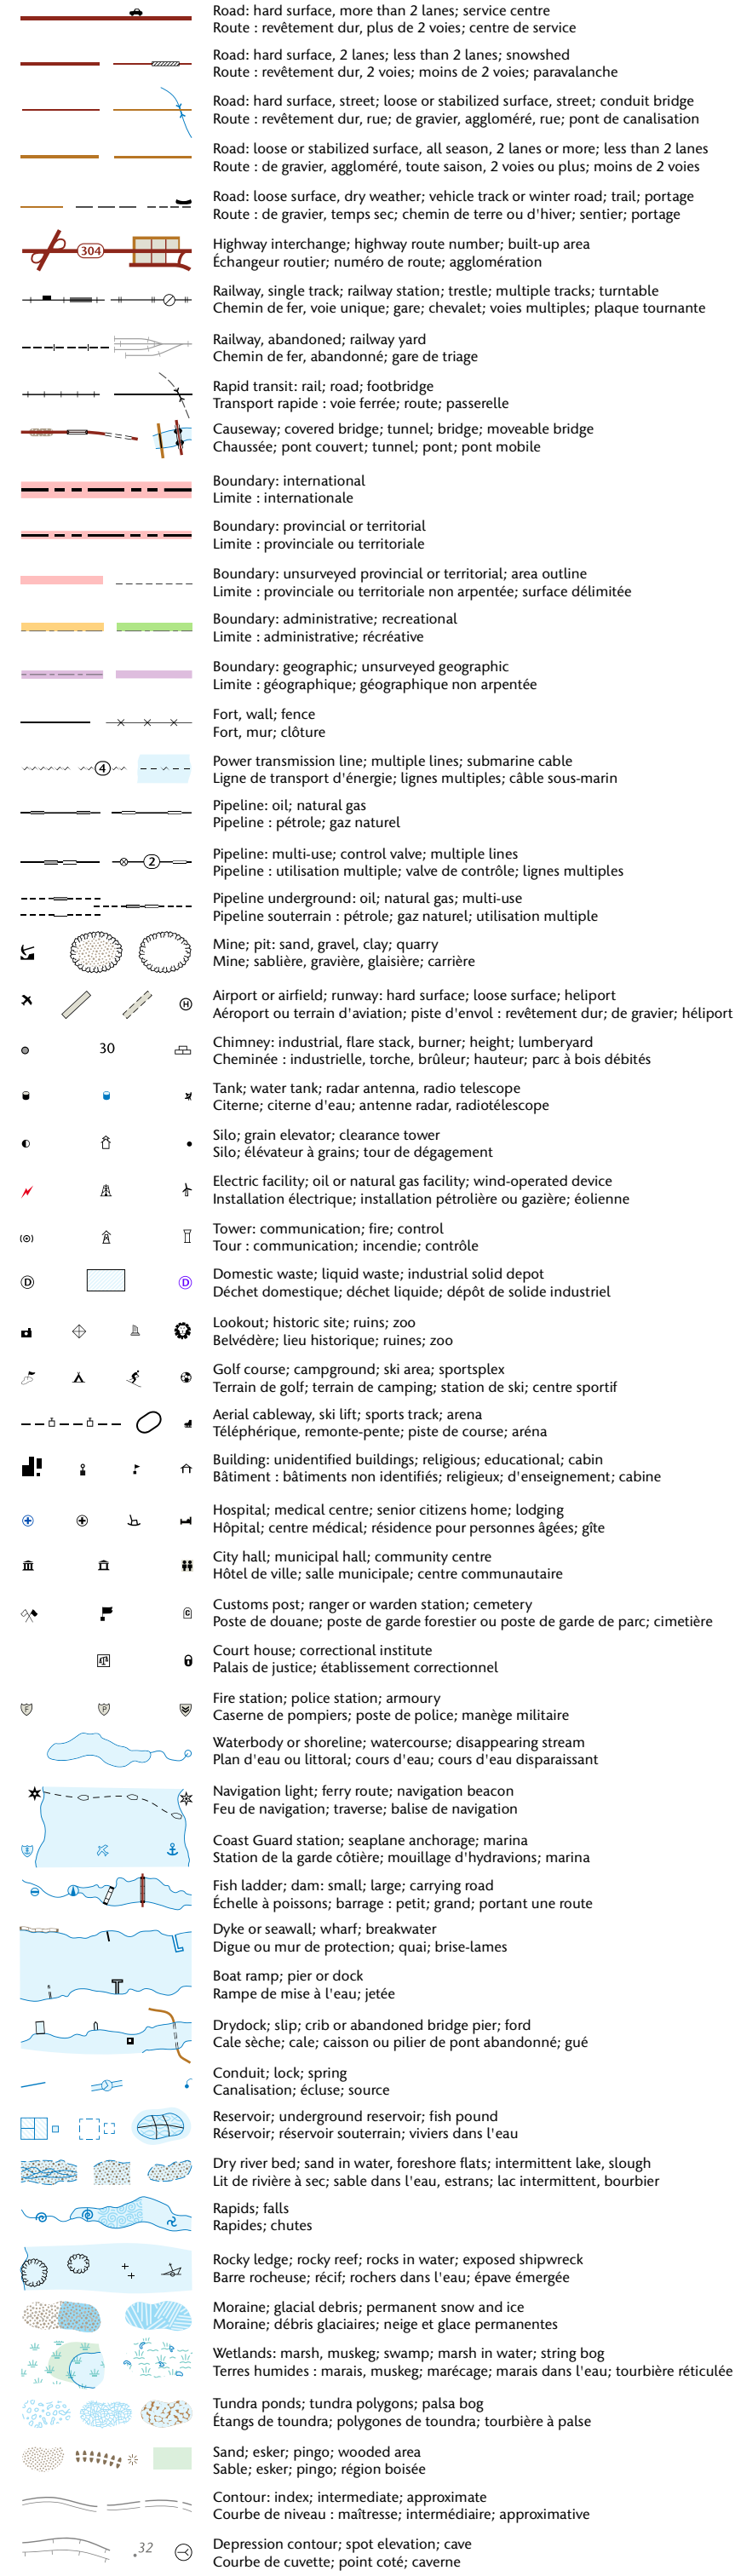 Road: hard surface, more than 2 lanes; service centre
Route : revêtement dur, plus de 2 voies; centre de service
Road: hard surface, 2 lanes; less than 2 lanes; snowshed
Route : revêtement dur, 2 voies; moins de 2 voies; paravalanche
Road: hard surface, street; loose or stabilized surface, street; conduit bridge
Route : revêtement dur, rue; de gravier, aggloméré, rue; pont de canalisation
Road: loose or stabilized surface, all season, 2 lanes or more; less than 2 lanes
Route : de gravier, aggloméré, toute saison, 2 voies ou plus; moins de 2 voies
Road: loose surface, dry weather; vehicle track or winter road; trail; portage
Route : de gravier, temps sec; chemin de terre ou d'hiver; sentier; portage
304
Highway interchange; highway route number; built-up area
Échangeur routier; numéro de route; agglomération
Railway, single track; railway station; trestle; multiple tracks; turntable
Chemin de fer, voie unique; gare; chevalet; voies multiples; plaque tournante
Railway, abandoned; railway yard
Chemin de fer, abandonné; gare de triage
Rapid transit: rail; road; footbridge
Transport rapide : voie ferrée; route; passerelle
Causeway; covered bridge; tunnel; bridge; moveable bridge
Chaussée; pont couvert; tunnel; pont; pont mobile
Boundary: international
Limite : internationale
Boundary: provincial or territorial
Limite : provinciale ou territoriale
Boundary: unsurveyed provincial or territorial; area outline
Limite : provinciale ou territoriale non arpentée; surface délimitée
Boundary: administrative; recreational
Limite : administrative; récréative
Boundary: geographic; unsurveyed geographic
Limite : géographique; géographique non arpentée
Fort, wall; fence
Fort, mur; clôture
4
Power transmission line; multiple lines; submarine cable
Ligne de transport d'énergie; lignes multiples; câble sous-marin
Pipeline: oil; natural gas
Pipeline : pétrole; gaz naturel
2
Pipeline: multi-use; control valve; multiple lines
Pipeline : utilisation multiple; valve de contrôle; lignes multiples
Pipeline underground: oil; natural gas; multi-use
Pipeline souterrain : pétrole; gaz naturel; utilisation multiple
Mine; pit: sand, gravel, clay; quarry
Mine; sablière, gravière, glaisière; carrière
H
Airport or airfield; runway: hard surface; loose surface; heliport
Aéroport ou terrain d'aviation; piste d'envol : revêtement dur; de gravier; héliport
30
Chimney: industrial, flare stack, burner; height; lumberyard
Cheminée : industrielle, torche, brûleur; hauteur; parc à bois débités
Tank; water tank; radar antenna, radio telescope
Citerne; citerne d'eau; antenne radar, radiotélescope
Silo; grain elevator; clearance tower
Silo; élévateur à grains; tour de dégagement
Electric facility; oil or natural gas facility; wind-operated device
Installation électrique; installation pétrolière ou gazière; éolienne
Tower: communication; fire; control
Tour : communication; incendie; contrôle
D D
Domestic waste; liquid waste; industrial solid depot
Déchet domestique; déchet liquide; dépôt de solide industriel
Lookout; historic site; ruins; zoo
Belvédère; lieu historique; ruines; zoo
Golf course; campground; ski area; sportsplex
Terrain de golf; terrain de camping; station de ski; centre sportif
Aerial cableway, ski lift; sports track; arena
Téléphérique, remonte-pente; piste de course; aréna
Building: unidentified buildings; religious; educational; cabin
Bâtiment : bâtiments non identifiés; religieux; d'enseignement; cabine
Hospital; medical centre; senior citizens home; lodging
Hôpital; centre médical; résidence pour personnes âgées; gîte
City hall; municipal hall; community centre
Hôtel de ville; salle municipale; centre communautaire
C
Customs post; ranger or warden station; cemetery
Poste de douane; poste de garde forestier ou poste de garde de parc; cimetière
Court house; correctional institute
Palais de justice; établissement correctionnel
F P
Fire station; police station; armoury
Caserne de pompiers; poste de police; manège militaire
Waterbody or shoreline; watercourse; disappearing stream
Plan d'eau ou littoral; cours d'eau; cours d'eau disparaissant
Navigation light; ferry route; navigation beacon
Feu de navigation; traverse; balise de navigation
Coast Guard station; seaplane anchorage; marina
Station de la garde côtière; mouillage d'hydravions; marina
Fish ladder; dam: small; large; carrying road
Échelle à poissons; barrage : petit; grand; portant une route
Dyke or seawall; wharf; breakwater
Digue ou mur de protection; quai; brise-lames
Boat ramp; pier or dock
Rampe de mise à l'eau; jetée
Drydock; slip; crib or abandoned bridge pier; ford
Cale sèche; cale; caisson ou pilier de pont abandonné; gué
Conduit; lock; spring
Canalisation; écluse; source
Reservoir; underground reservoir; fish pound
Réservoir; réservoir souterrain; viviers dans l'eau
Dry river bed; sand in water, foreshore flats; intermittent lake, slough
Lit de rivière à sec; sable dans l'eau, estrans; lac intermittent, bourbier
Rapids; falls
Rapides; chutes
Rocky ledge; rocky reef; rocks in water; exposed shipwreck
Barre rocheuse; récif; rochers dans l'eau; épave émergée
Moraine; glacial debris; permanent snow and ice
Moraine; débris glaciaires; neige et glace permanentes
Wetlands: marsh, muskeg; swamp; marsh in water; string bog
Terres humides : marais, muskeg; marécage; marais dans l'eau; tourbière réticulée
Tundra ponds; tundra polygons; palsa bog
Étangs de toundra; polygones de toundra; tourbière à palse
Sand; esker; pingo; wooded area
Sable; esker; pingo; région boisée
Contour: index; intermediate; approximate
Courbe de niveau : maîtresse; intermédiaire; approximative
.32
Depression contour; spot elevation; cave
Courbe de cuvette; point coté; caverne